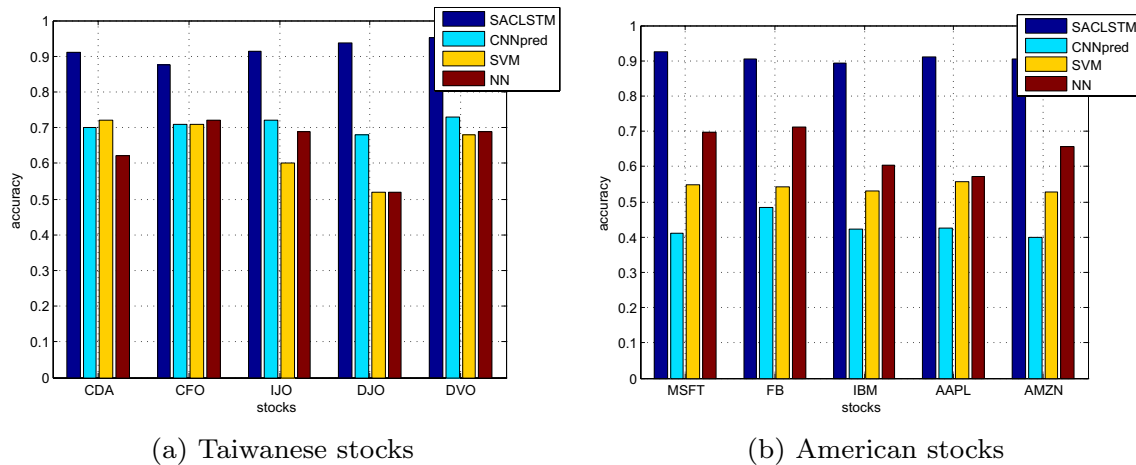 1
0.9
0.8
0.7
0.6
0.5
0.4
0.3
0.2
0.1
0
accuracy
CDA CFO IJO DJO DVO
stocks
SACLSTM
CNNpred
SVM
NN
(a) Taiwanese stocks
1
0.9
0.8
0.7
0.6
0.5
0.4
0.3
0.2
0.1
0
accuracy
MSFT FB IBM AAPL AMZN
stocks
SACLSTM
CNNpred
SVM
NN
(b) American stocks